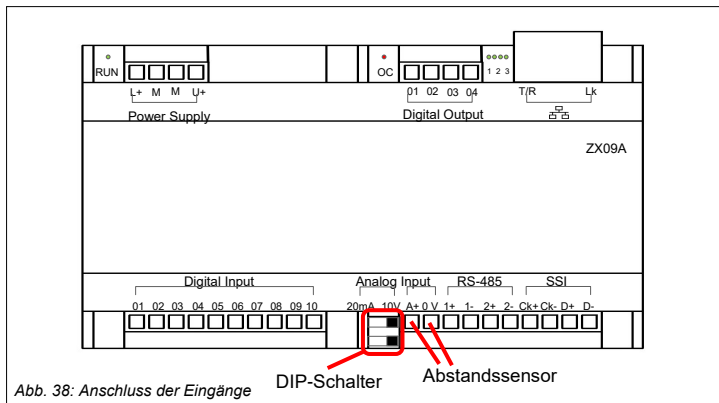 RUN OC 1 2 3
L+ M M U+ 01 02 03 04 T/R Lk
Power Supply Digital Output
ZX09A
Digital Input Analog Input RS-485 SSI
01 02 03 04 05 06 07 08 09 10 20mA 10V A+ 0 V 1+ 1- 2+ 2- Ck+ Ck- D+ D-
DIP-Schalter Abstandssensor
Abb. 38: Anschluss der Eingänge